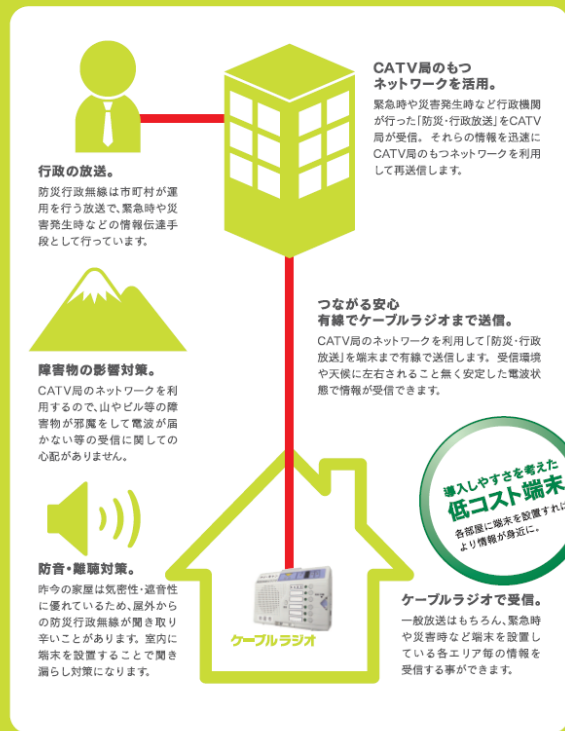 行政の放送。
防災行政無線は市町村が運
用を行う放送で、緊急時や災
害発生時などの情報伝達手
段として行っています。
CATV局のもつ
ネットワークを活用。
緊急時や災害発生時など行政機関
が行った「防災・行政放送」をCATV
局が受信。それらの情報を迅速に
CATV局のもつネットワークを利用
して再送信します。
障害物の影響対策。
CATV局のネットワークを利
用するので、山やビル等の障
害物が邪魔をして電波が届
かない等の受信に関しての
心配がありません。
つながる安心
有線でケーブルラジオまで送信。
CATV局のネットワークを利用して「防災・行政
放送」を端末まで有線で送信します。受信環境
や天候に左右されること無く安定した電波状
態で情報が受信できます。
導入しやすさを考えた
低コスト端末
各部屋に端末を設置すれば
より情報が身近に。
防音・難聴対策。
昨今の家屋は気密性・遮音性
に優れているため、屋外から
の防災行政無線が聞き取り
辛いことがあります。室内に
端末を設置することで聞き
漏らし対策になります。
ケーブルラジオ
ケーブルラジオで受信。
一般放送はもちろん、緊急時
や災害時など端末を設置し
ている各エリア毎の情報を
受信する事ができます。